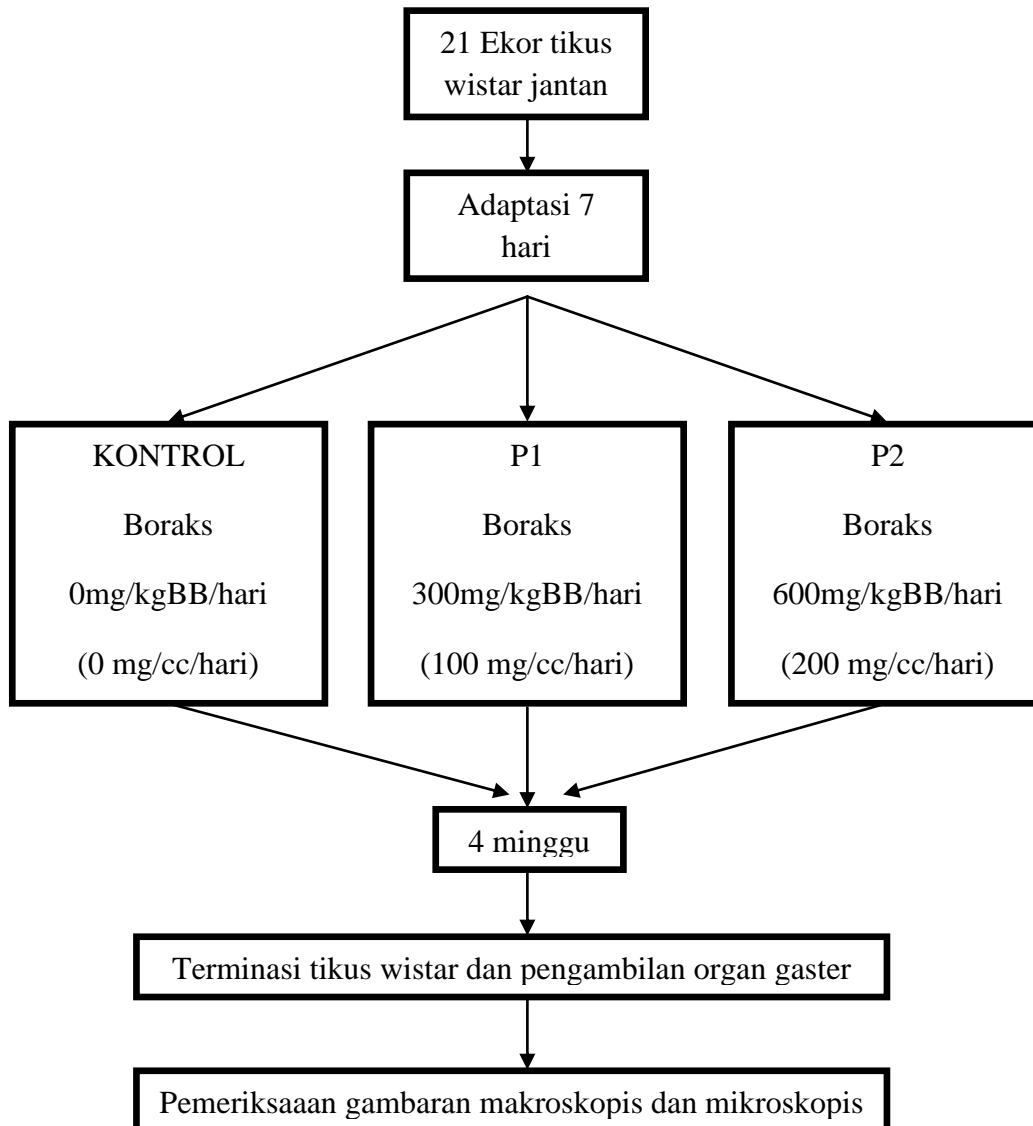 21 Ekor tikus
wistar jantan
Adaptasi 7
hari
KONTROL
Boraks
0mg/kgBB/hari
(0 mg/cc/hari)
P1
Boraks
300mg/kgBB/hari
(100 mg/cc/hari)
P2
Boraks
600mg/kgBB/hari
(200 mg/cc/hari)
4 minggu
Terminasi tikus wistar dan pengambilan organ gaster
Pemeriksaaan gambaran makroskopis dan mikroskopis